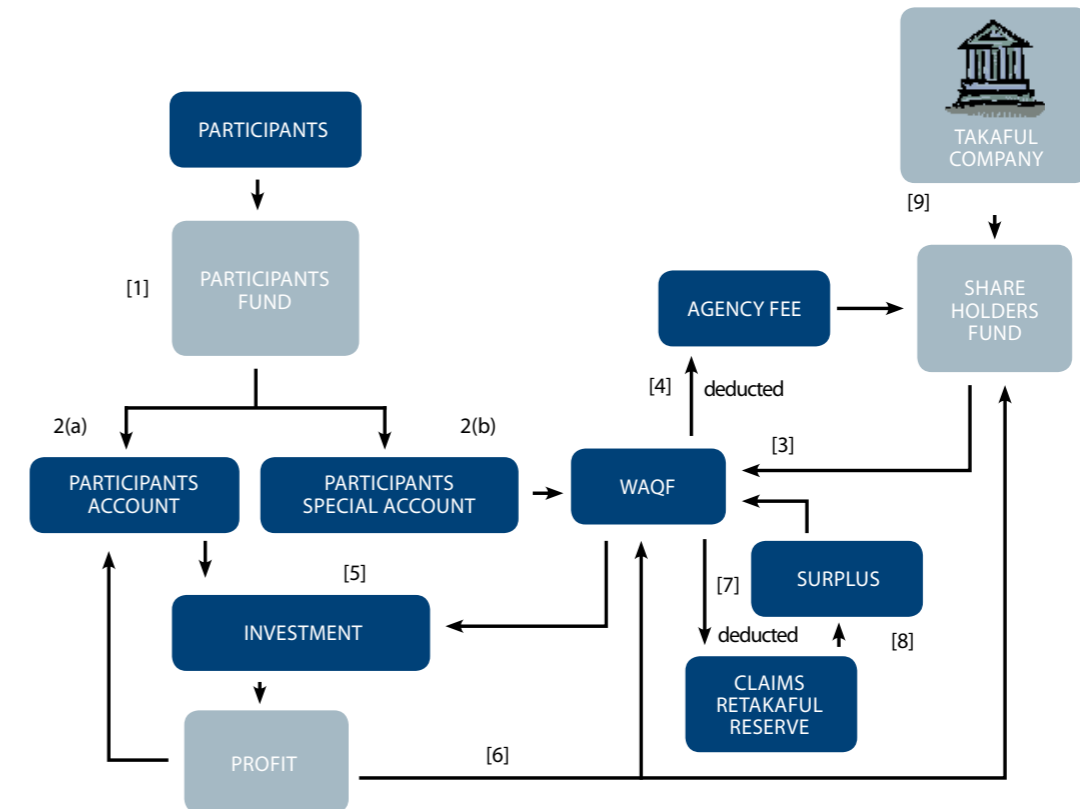 TAKAFUL
COMPANY
PARTICIPANTS
[9]
[1]
PARTICIPANTS
FUND
AGENCY FEE
SHARE
HOLDERS
FUND
[4]
deducted
2(a)
2(b)
[3]
PARTICIPANTS
ACCOUNT
PARTICIPANTS
SPECIAL ACCOUNT
WAQF
[5]
[7]
SURPLUS
INVESTMENT
deducted
[8]
CLAIMS
RETAKAFUL
RESERVE
PROFIT
[6]